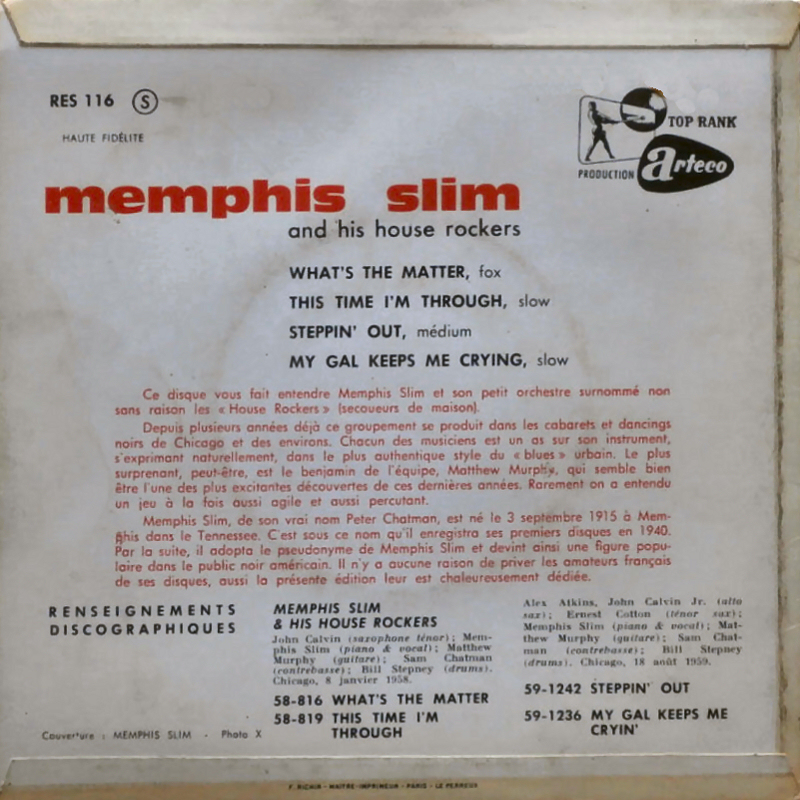 RES 116 S
HAUTE FIDÉLITÉ
S TOP RANK
PRODUCTION arteco
memphis slim
and his house rockers
WHAT'S THE MATTER, fox
THIS TIME I'M THROUGH, slow
STEPPIN' OUT, médium
MY GAL KEEPS ME CRYING, slow
Ce disque vous fait entendre Memphis Slim et son petit orchestre surnommé non
sans raison les « House Rockers » (secoueurs de maison).
Depuis plusieurs années déjà ce groupement se produit dans les cabarets et dancings
noirs de Chicago et des environs. Chacun des musiciens est un as sur son instrument,
s'exprimant naturellement, dans le plus authentique style du « blues » urbain. Le plus
surprenant, peut-être, est le benjamin de l'équipe, Matthew Murphy, qui semble bien
être l'une des plus excitantes découvertes de ces dernières années. Rarement on a entendu
un jeu à la fois aussi agile et aussi percutant.
Memphis Slim, de son vrai nom Peter Chatman, est né le 3 septembre 1915 à Mem-
phis dans le Tennessee. C'est sous ce nom qu'il enregistra ses premiers disques en 1940.
Par la suite, il adopta le pseudonyme de Memphis Slim et devint ainsi une figure popu-
laire dans le public noir américain. Il n'y a aucune raison de priver les amateurs français
de ses disques, aussi la présente édition leur est chaleureusement dédiée.
RENSEIGNEMENTS
DISCOGRAPHIQUES
MEMPHIS SLIM
& HIS HOUSE ROCKERS
John Calvin (saxophone ténor); Mem-
phis Slim (piano & vocal); Matthew
Murphy (guitare); Sam Chatman
(contrebasse); Bill Stepney (drums).
Chicago, 8 janvier 1958.
58-816 WHAT'S THE MATTER
58-819 THIS TIME I'M
THROUGH
Alex Atkins, John Calvin Jr. (alto
sax); Ernest Cotton (ténor sax);
Memphis Slim (piano & vocal); Mat-
thew Murphy (guitare); Sam Chat-
man (contrebasse); Bill Stepney
(drums). Chicago, 18 août 1959.
59-1242 STEPPIN' OUT
59-1236 MY GAL KEEPS ME
CRYIN'
Couverture : MEMPHIS SLIM - Photo X
F. RICHIR - MAITRE-IMPRIMEUR - PARIS - LE PERREUX